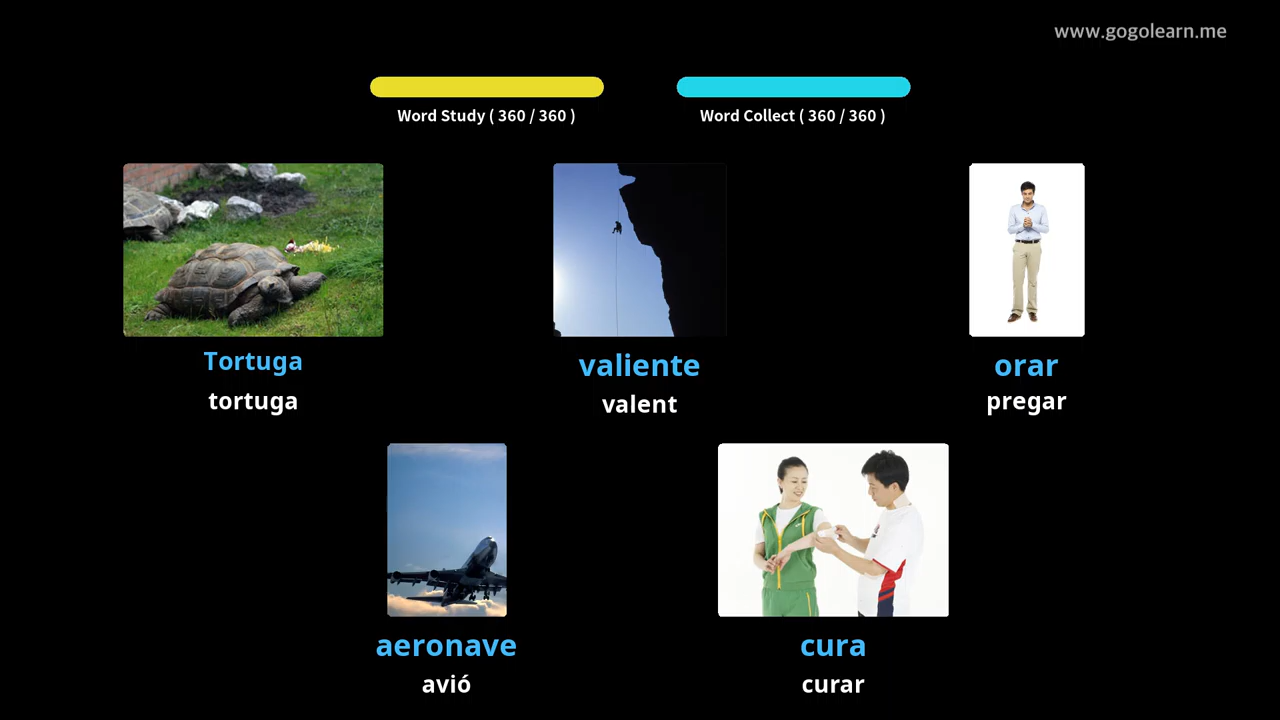 www.gogolearn.me
Word Study ( 360 / 360 )
Word Collect ( 360 / 360 )
Tortuga
tortuga
valiente
valent
orar
pregar
aeronave
avió
cura
curar